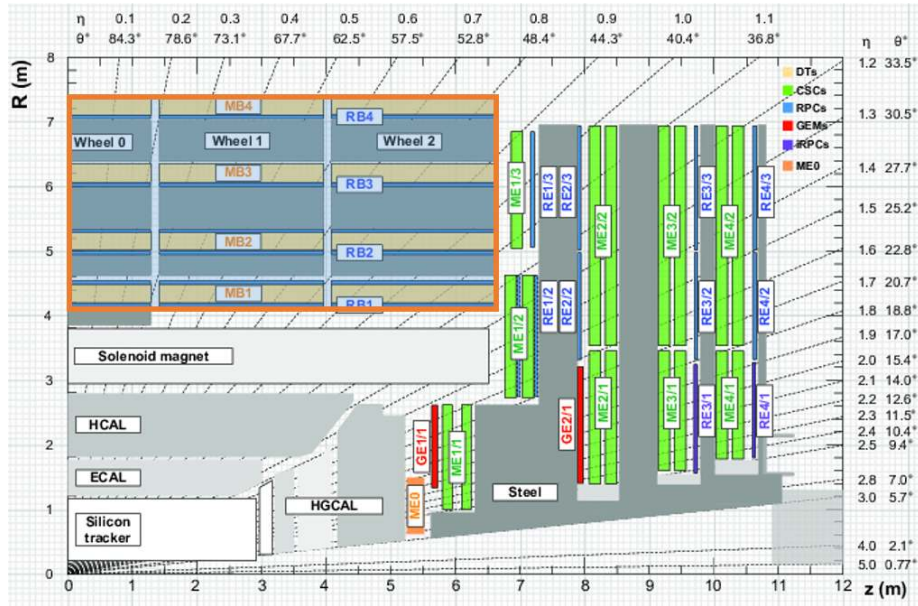 η 0.1 0.2 0.3 0.4 0.5 0.6 0.7 0.8 0.9 1.0 1.1
θ° 84.3° 78.6° 73.1° 67.7° 62.5° 57.5° 52.8° 48.4° 44.3° 40.4° 36.8° η θ°
R (m)
8
7
6
5
4
3
2
1
0
1.2 33.5°
1.3 30.5°
1.4 27.7°
1.5 25.2°
1.6 22.8°
1.7 20.7°
1.8 18.8°
1.9 17.0°
2.0 15.4°
2.1 14.0°
2.2 12.6°
2.3 11.5°
2.4 10.4°
2.5 9.4°
2.8 7.0°
3.0 5.7°
4.0 2.1°
5.0 0.77°
DTs
CSCs
RPCs
GEMs
iRPCs
ME0
MB4
RB4
Wheel 0 Wheel 1 Wheel 2
MB3
RB3
MB2
RB2
MB1
RB1
Solenoid magnet
HCAL
ECAL
Silicon
tracker
HGCAL
Steel
ME0
GE1/1
ME1/1
ME1/2
ME1/3
RE1/3
RE2/3
RE1/2
RE2/2
GE2/1
ME2/2
ME2/1
ME3/2
ME3/1
RE3/3
RE3/2
RE3/1
ME4/2
ME4/1
RE4/3
RE4/2
RE4/1
0 1 2 3 4 5 6 7 8 9 10 11 12
z (m)